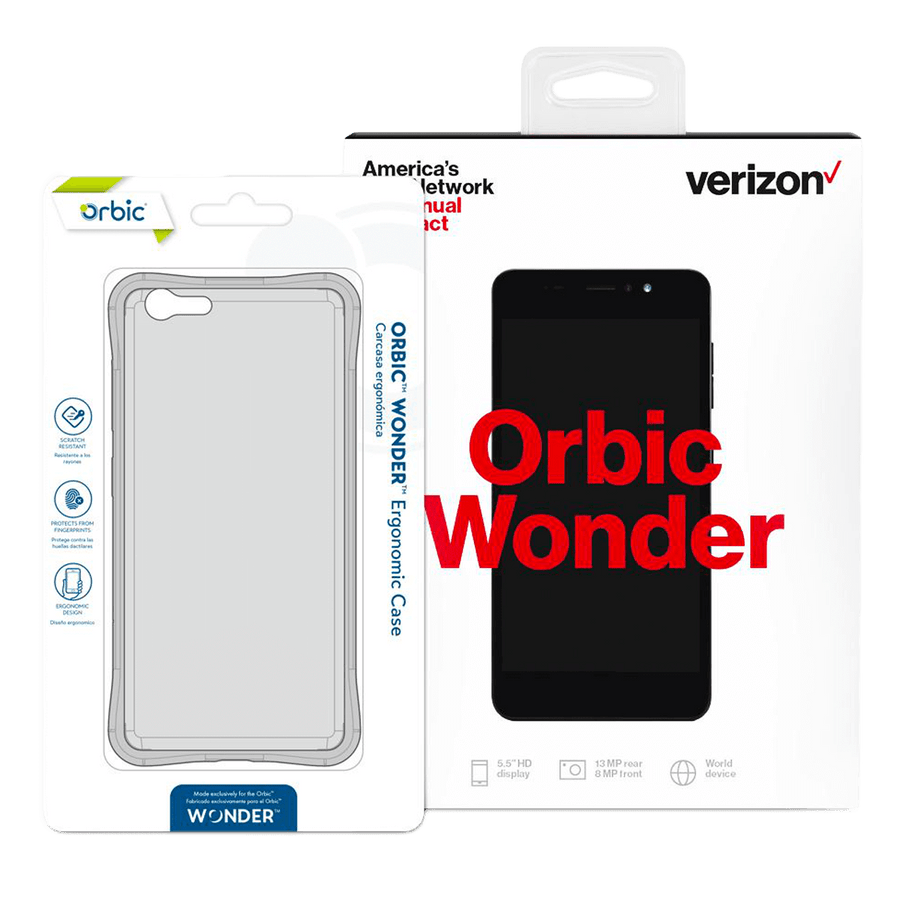 orbic
ORBIC™ WONDER™ Ergonomic Case
Carcasa ergonómica
SCRATCH
RESISTANT
Resistente a los
rayones
PROTECTS FROM
FINGERPRINTS
Protege contra las
huellas dactilares
ERGONOMIC
DESIGN
Diseño ergonomico
Made exclusively for the Orbic™
Fabricado exclusivamente para el Orbic™
WONDER™
America's
etwork
nual
act
verizon
Orbic
Wonder
5.5" HD
display
13 MP rear
8 MP front
World
device